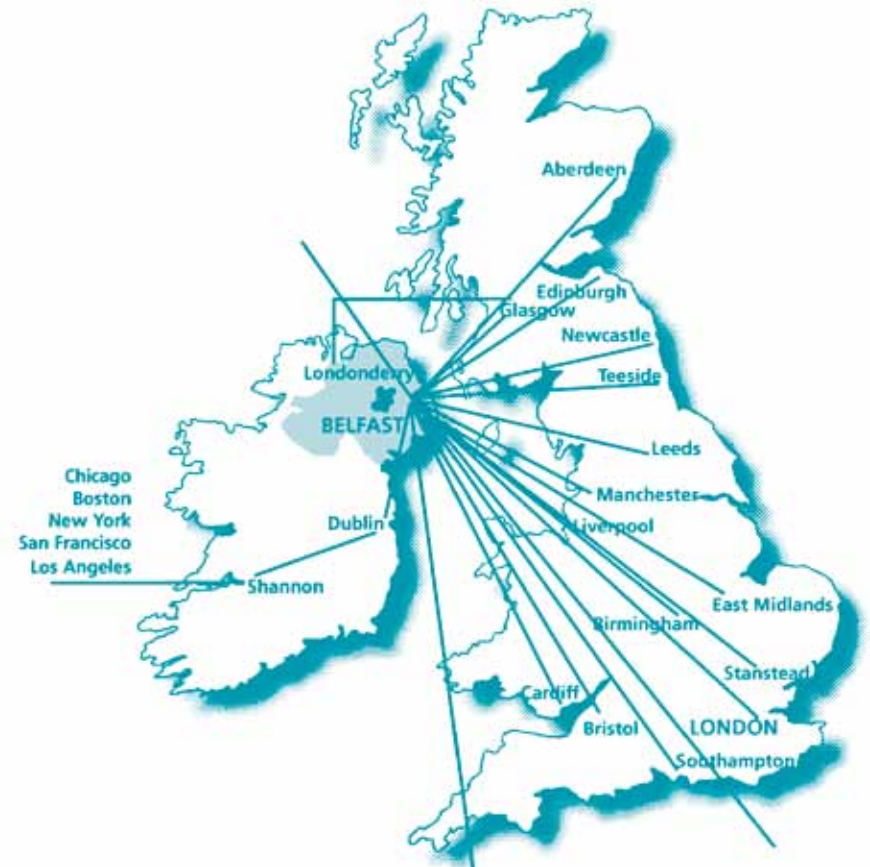 Aberdeen
Edinburgh
Glasgow
Newcastle
Londonderry
Teeside
BELFAST
Leeds
Chicago
Boston
New York
San Francisco
Los Angeles
Manchester
Dublin
Liverpool
Shannon
East Midlands
Birmingham
Stanstead
Cardiff
Bristol
LONDON
Southampton